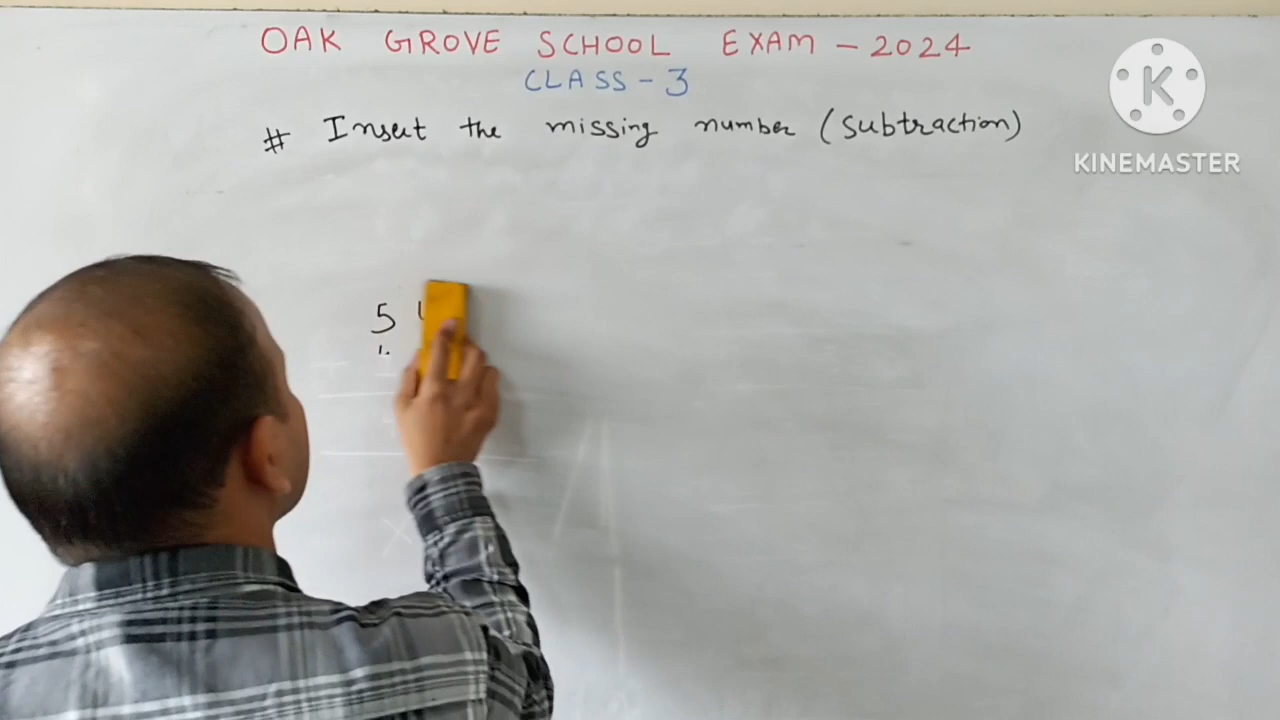 OAK GROVE SCHOOL EXAM - 2024
CLASS - 3
# Insert the missing number (subtraction)
K
KINEMASTER
5